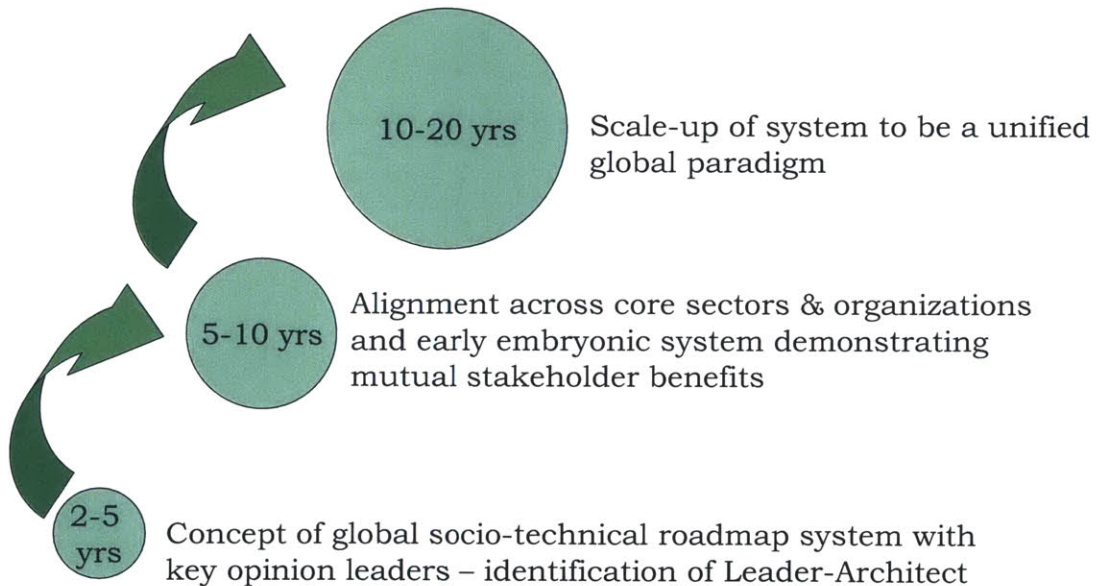 10-20 yrs
Scale-up of system to be a unified
global paradigm
5-10 yrs
Alignment across core sectors & organizations
and early embryonic system demonstrating
mutual stakeholder benefits
2-5
yrs
Concept of global socio-technical roadmap system with
key opinion leaders – identification of Leader-Architect